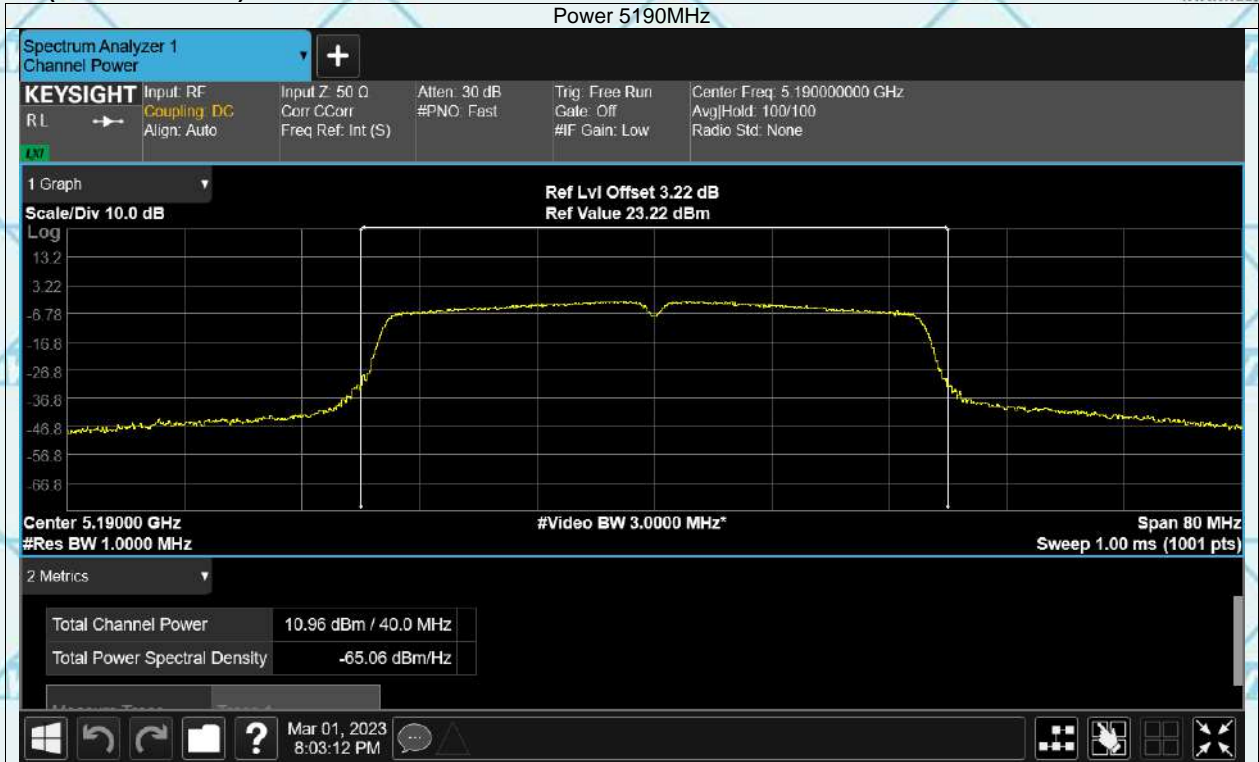 Power 5190MHz
Spectrum Analyzer 1
Channel Power
+
KEYSIGHT
RL
LXI
Input: RF
Coupling: DC
Align: Auto
Input Z: 50 Ω
Corr CCorr
Freq Ref: Int (S)
Atten: 30 dB
#PNO: Fast
Trig: Free Run
Gate: Off
#IF Gain: Low
Center Freq: 5.190000000 GHz
Avg|Hold: 100/100
Radio Std: None
1 Graph
Scale/Div 10.0 dB
Ref Lvl Offset 3.22 dB
Ref Value 23.22 dBm
Log
13.2
3.22
-6.78
-16.8
-26.8
-36.8
-46.8
-56.8
-66.8
Center 5.19000 GHz
#Video BW 3.0000 MHz*
Span 80 MHz
#Res BW 1.0000 MHz
Sweep 1.00 ms (1001 pts)
2 Metrics
Total Channel Power 10.96 dBm / 40.0 MHz
Total Power Spectral Density -65.06 dBm/Hz
?
Mar 01, 2023
8:03:12 PM